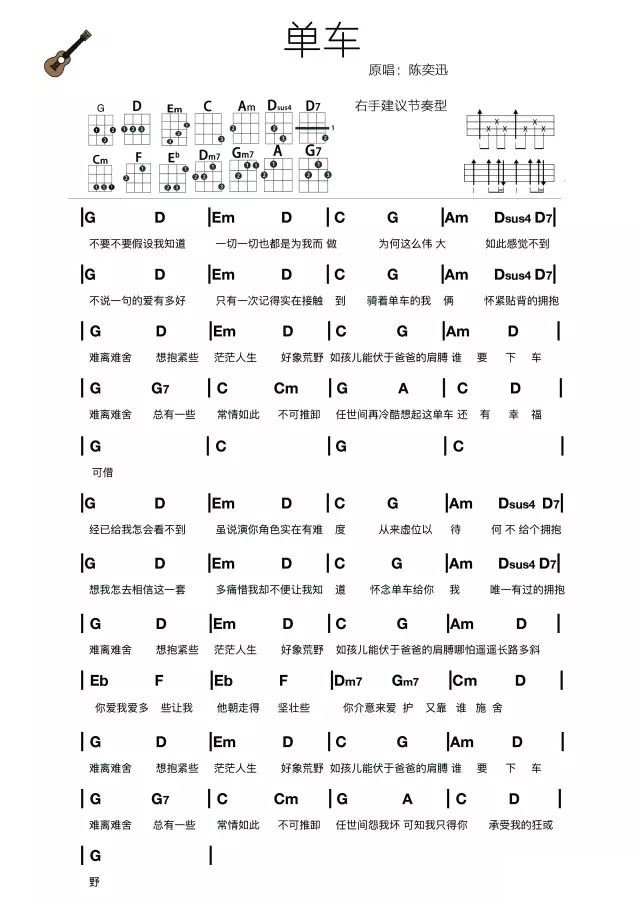 单车
原唱：陈奕迅
G D Em C Am Dsus4 D7
右手建议节奏型
1
Cm F Eb Dm7 Gm7 A G7
|G D |Em D |C G |Am Dsus4 D7|
不要不要假设我知道 一切一切也都是为我而 做 为何这么伟 大 如此感觉不到
|G D |Em D |C G |Am Dsus4 D7|
不说一句的爱有多好 只有一次记得实在接触 到 骑着单车的我 俩 怀紧贴背的拥抱
| G D |Em D |C G |Am D |
难离难舍 想抱紧些 茫茫人生 好象荒野 如孩儿能伏于爸爸的肩膊 谁 要 下 车
| G G7 | C Cm | G A | C D |
难离难舍 总有一些 常情如此 不可推卸 任世间再冷酷想起这单车 还 有 幸 福
| G | C | G | C |
可借
|G D |Em D |C G |Am Dsus4 D7|
经已给我怎会看不到 虽说演你角色实在有难 度 从来虚位以 待 何 不 给个拥抱
|G D |Em D |C G |Am Dsus4 D7|
想我怎去相信这一套 多痛惜我却不便让我知 道 怀念单车给你 我 唯一有过的拥抱
| G D |Em D |C G |Am D |
难离难舍 想抱紧些 茫茫人生 好象荒野 如孩儿能伏于爸爸的肩膊哪怕遥遥长路多斜
| Eb F |Eb F |Dm7 Gm7 |Cm D |
你爱我爱多 些让我 他朝走得 坚壮些 你介意来爱 护 又靠 谁 施 舍
| G D |Em D |C G |Am D |
难离难舍 想抱紧些 茫茫人生 好象荒野 如孩儿能伏于爸爸的肩膊 谁 要 下 车
| G G7 | C Cm | G A | C D |
难离难舍 总有一些 常情如此 不可推卸 任世间怨我坏 可知我只得你 承受我的狂或
| G |
野